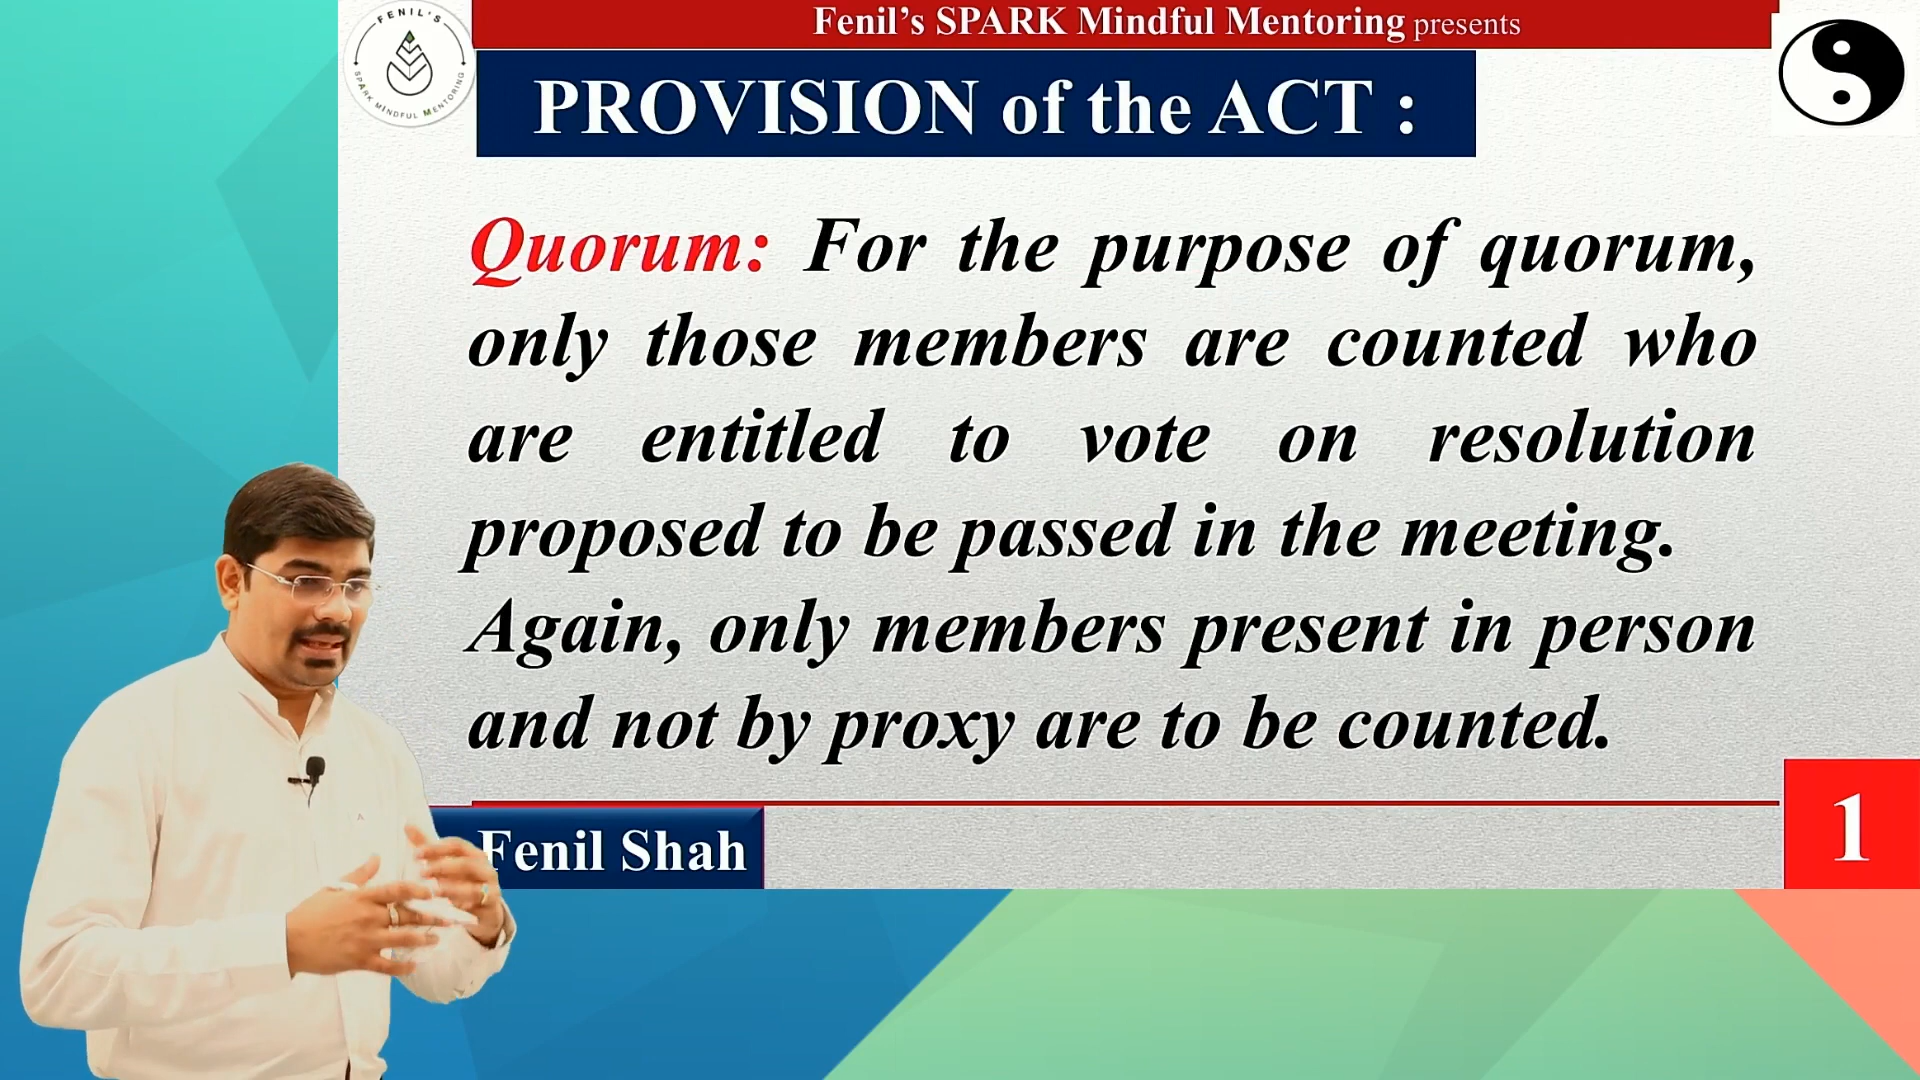 FENIL'S
SPARK MINDFUL MENTORING
Fenil’s SPARK Mindful Mentoring presents
PROVISION of the ACT :
Quorum: For the purpose of quorum,
only those members are counted who
are entitled to vote on resolution
proposed to be passed in the meeting.
Again, only members present in person
and not by proxy are to be counted.
Fenil Shah
1